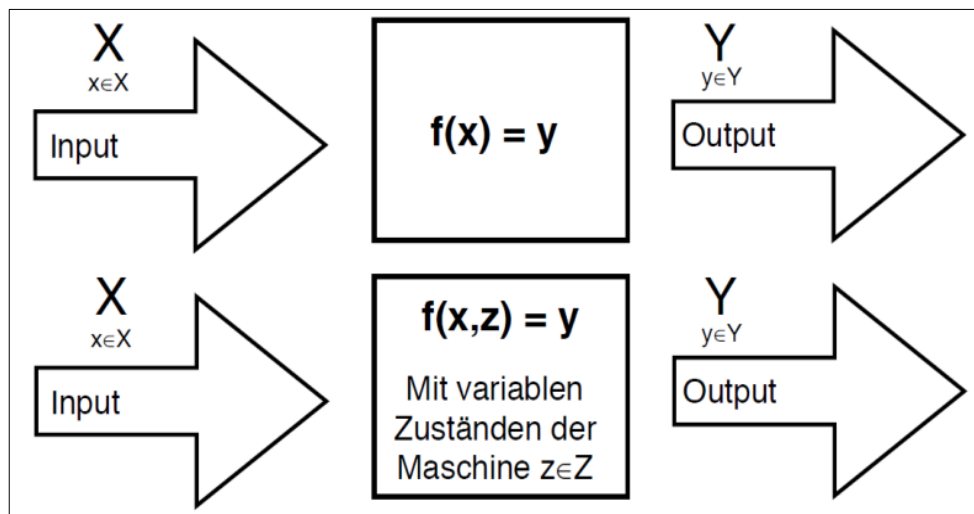 X
x∈X
Input
f(x) = y
Y
y∈Y
Output
X
x∈X
Input
f(x,z) = y
Mit variablen
Zuständen der
Maschine z∈Z
Y
y∈Y
Output